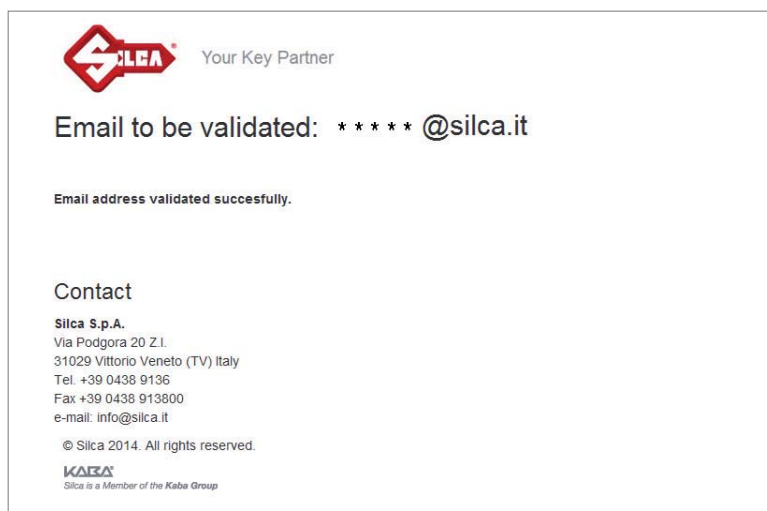 SILCA® Your Key Partner
Email to be validated: * * * * * @silca.it
Email address validated succesfully.
Contact
Silca S.p.A.
Via Podgora 20 Z.I.
31029 Vittorio Veneto (TV) Italy
Tel. +39 0438 9136
Fax +39 0438 913800
e-mail: info@silca.it
© Silca 2014. All rights reserved.
KABA®
Silca is a Member of the Kaba Group